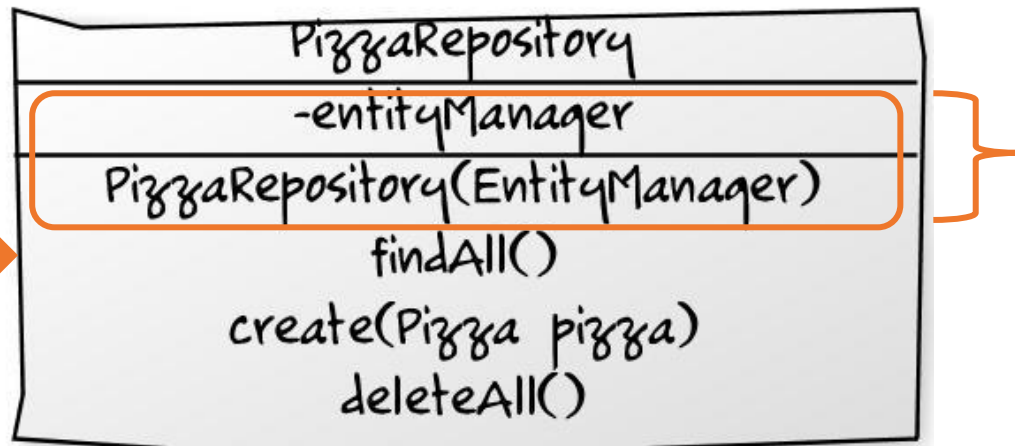 PizzaRepository
-entityManager
PizzaRepository(EntityManager)
findAll()
create(Pizza pizza)
deleteAll()